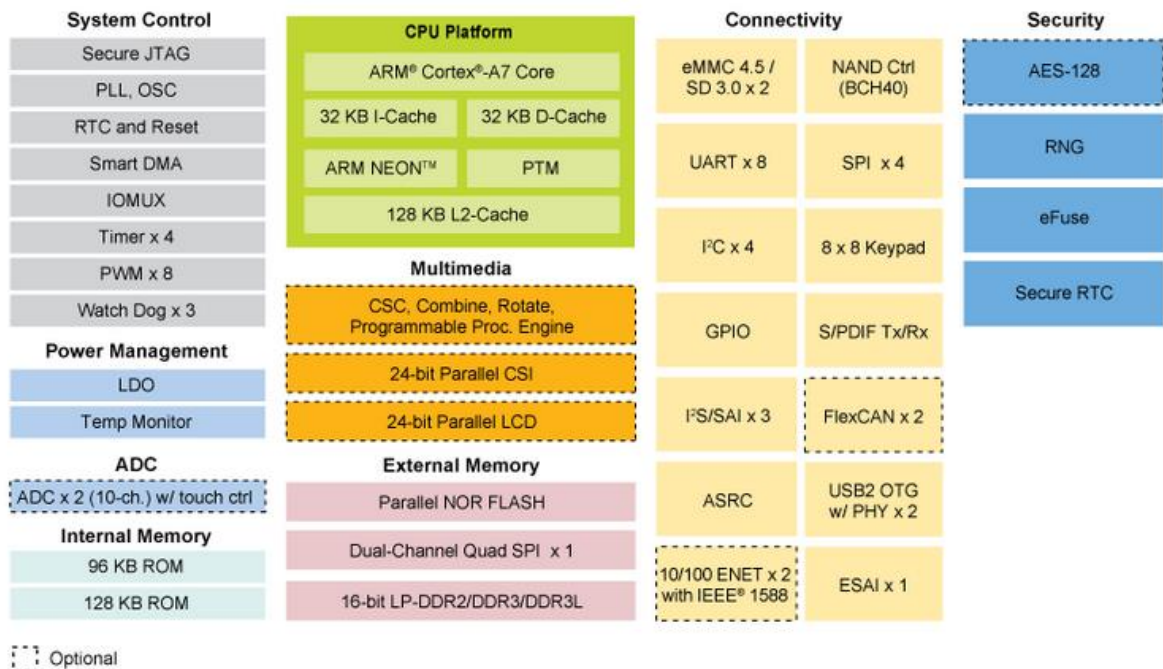 System Control
Secure JTAG
PLL, OSC
RTC and Reset
Smart DMA
IOMUX
Timer x 4
PWM x 8
Watch Dog x 3
Power Management
LDO
Temp Monitor
ADC
ADC x 2 (10-ch.) w/ touch ctrl
Internal Memory
96 KB ROM
128 KB ROM
Optional
CPU Platform
ARM® Cortex®-A7 Core
32 KB I-Cache
32 KB D-Cache
ARM NEON™
PTM
128 KB L2-Cache
Multimedia
CSC, Combine, Rotate,
Programmable Proc. Engine
24-bit Parallel CSI
24-bit Parallel LCD
External Memory
Parallel NOR FLASH
Dual-Channel Quad SPI x 1
16-bit LP-DDR2/DDR3/DDR3L
Connectivity
eMMC 4.5 /
SD 3.0 x 2
NAND Ctrl
(BCH40)
UART x 8
SPI x 4
I²C x 4
8 x 8 Keypad
GPIO
S/PDIF Tx/Rx
I²S/SAI x 3
FlexCAN x 2
ASRC
USB2 OTG
w/ PHY x 2
10/100 ENET x 2
with IEEE® 1588
ESAI x 1
Security
AES-128
RNG
eFuse
Secure RTC